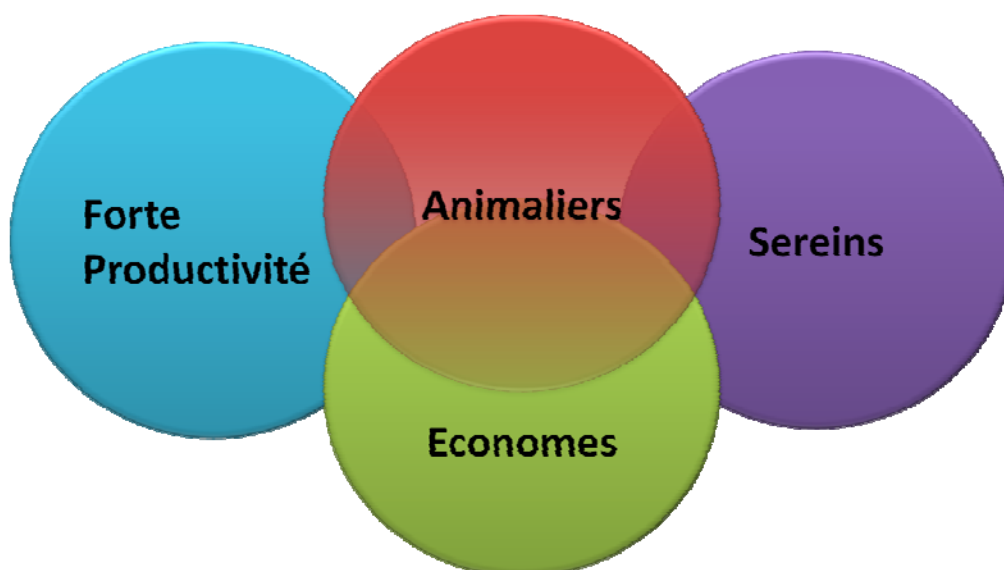 Forte
Productivité
Animaliers
Sereins
Economes